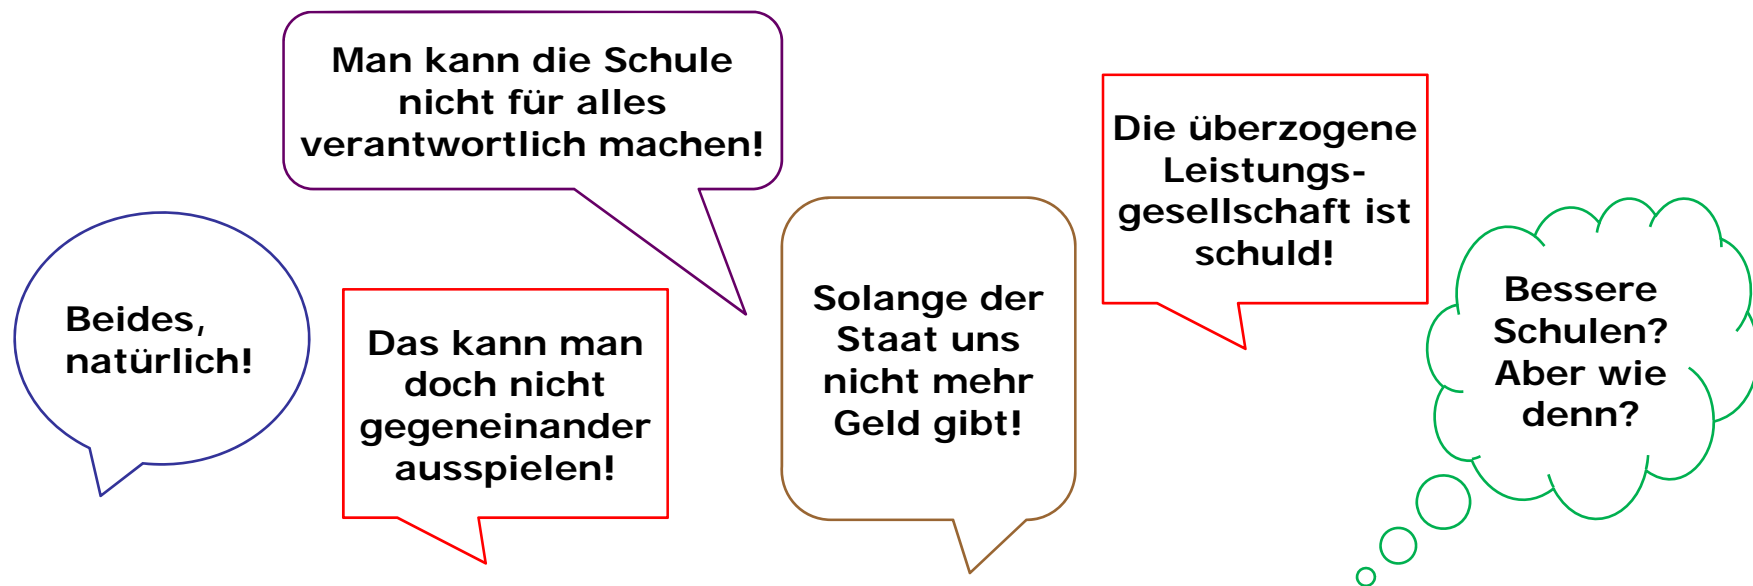 Man kann die Schule
nicht für alles
verantwortlich machen!
Die überzogene
Leistungs-
gesellschaft ist
schuld!
Beides,
natürlich!
Das kann man
doch nicht
gegeneinander
ausspielen!
Solange der
Staat uns
nicht mehr
Geld gibt!
Bessere
Schulen?
Aber wie
denn?